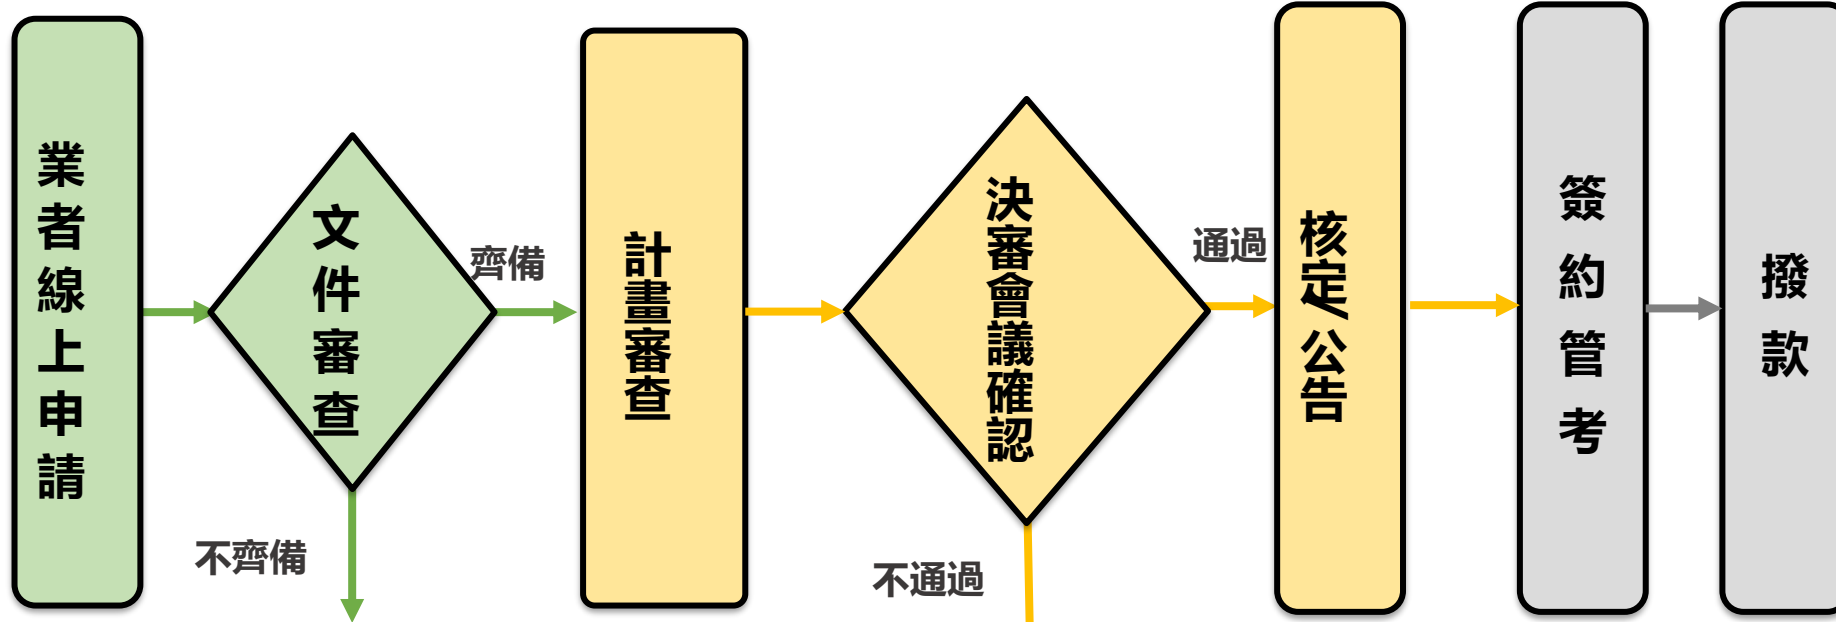 業者線上申請
文件審查
齊備
不齊備
計畫審查
決審會議確認
通過
不通過
核定/公告
簽約管考
撥款